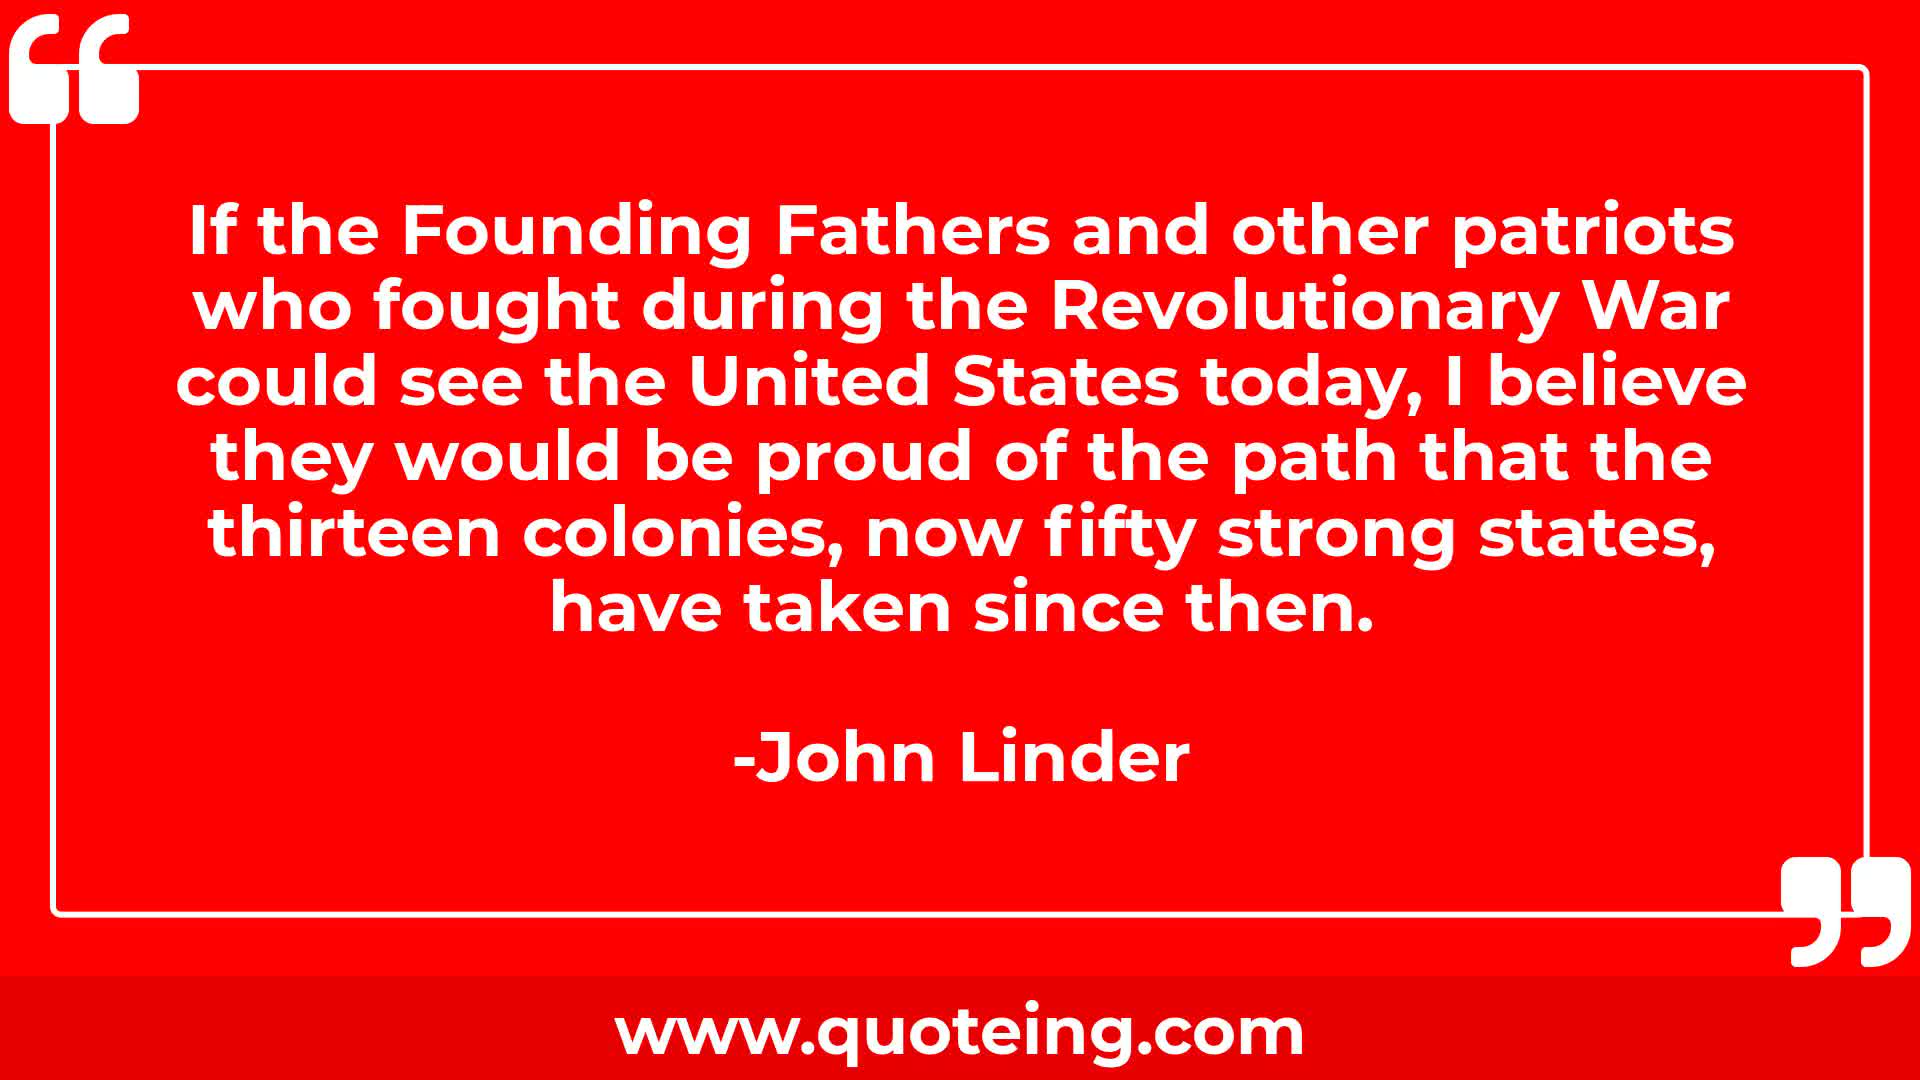 If the Founding Fathers and other patriots
who fought during the Revolutionary War
could see the United States today, I believe
they would be proud of the path that the
thirteen colonies, now fifty strong states,
have taken since then.
-John Linder
www.quoteing.com